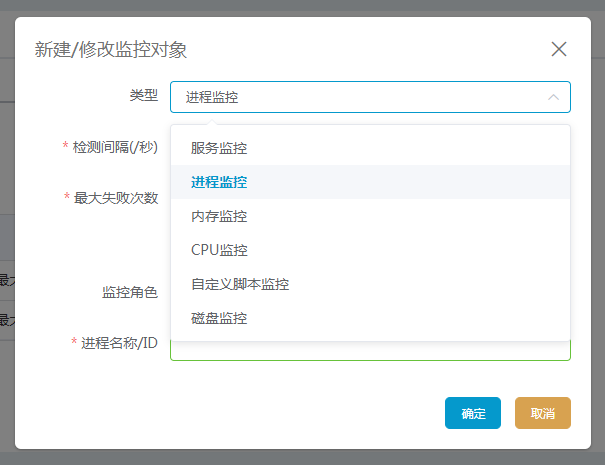 新建/修改监控对象
类型
进程监控
* 检测间隔(/秒)
服务监控
进程监控
* 最大失败次数
内存监控
CPU监控
最大
自定义脚本监控
监控角色
磁盘监控
最大
* 进程名称/ID
确定
取消